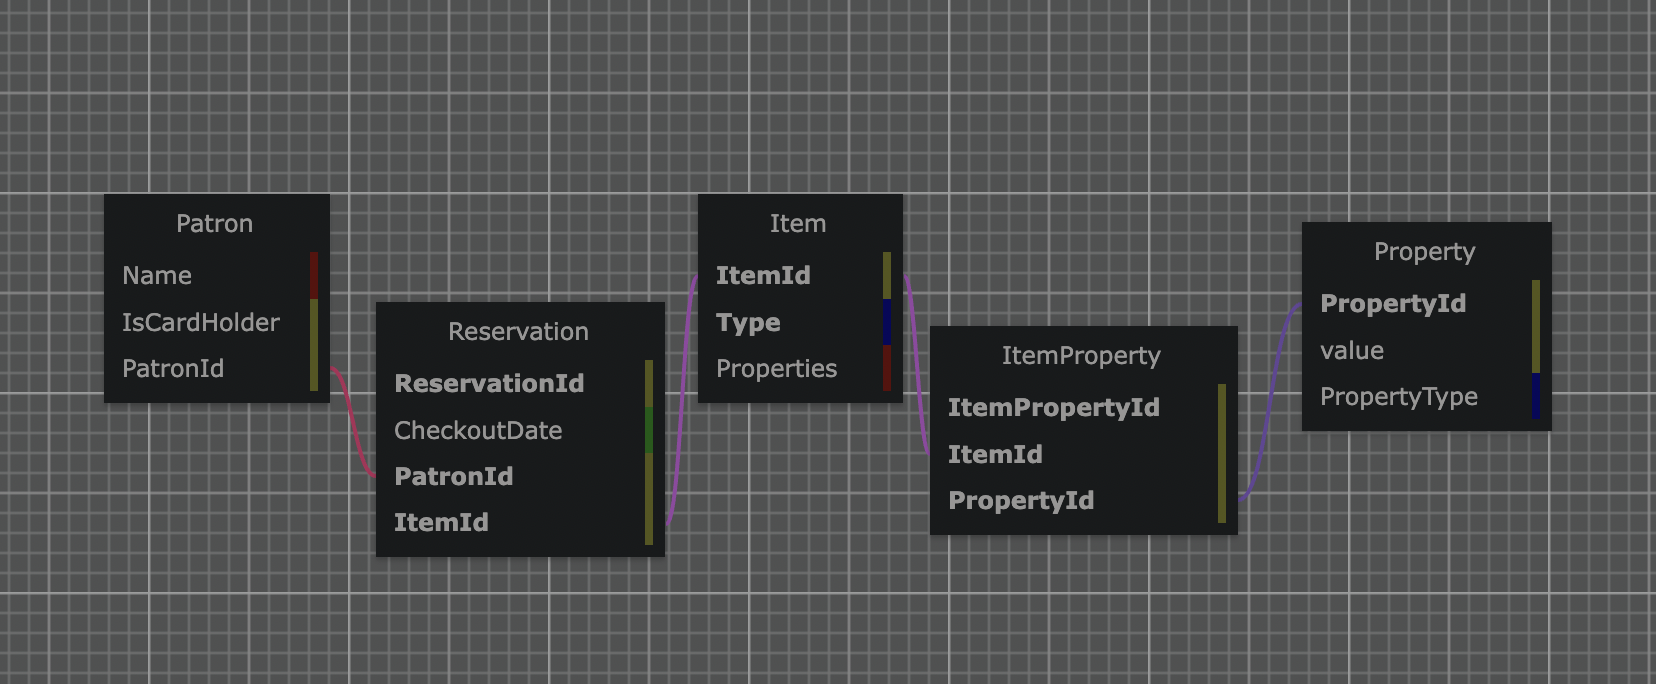 Patron
Name
IsCardHolder
PatronId
Reservation
ReservationId
CheckoutDate
PatronId
ItemId
Item
ItemId
Type
Properties
ItemProperty
ItemPropertyId
ItemId
PropertyId
Property
PropertyId
value
PropertyType